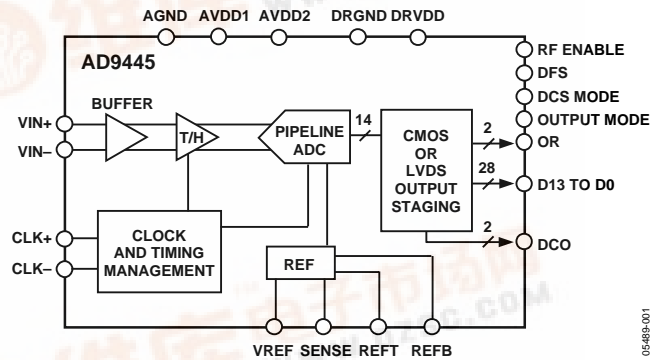 AGND AVDD1 AVDD2 DRGND DRVDD
AD9445
RF ENABLE
DFS
DCS MODE
OUTPUT MODE
OR
D13 TO D0
DCO
VIN+
VIN–
BUFFER
T/H
PIPELINE
ADC
14
CMOS
OR
LVDS
OUTPUT
STAGING
2
28
2
CLK+
CLK–
CLOCK
AND TIMING
MANAGEMENT
REF
VREF SENSE REFT REFB
05489-001